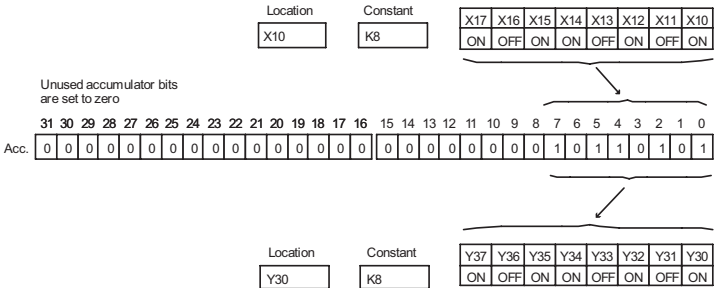 Location Constant X17 X16 X15 X14 X13 X12 X11 X10
X10 K8 ON OFF ON ON OFF ON OFF ON
Unused accumulator bits
are set to zero
31 30 29 28 27 26 25 24 23 22 21 20 19 18 17 16 15 14 13 12 11 10 9 8 7 6 5 4 3 2 1 0
Acc. 0 0 0 0 0 0 0 0 0 0 0 0 0 0 0 0 0 0 0 0 0 0 0 0 1 0 1 1 0 1 0 1
Location Constant Y37 Y36 Y35 Y34 Y33 Y32 Y31 Y30
Y30 K8 ON OFF ON ON OFF ON OFF ON